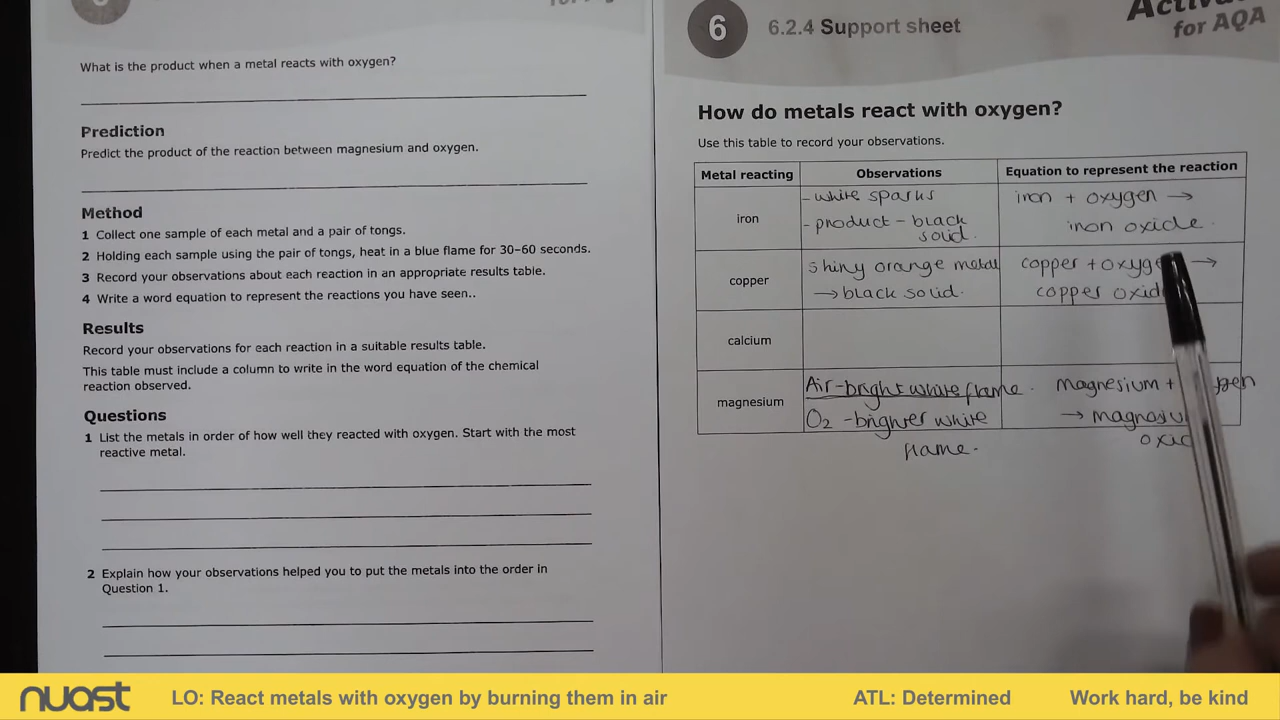 What is the product when a metal reacts with oxygen?
Prediction
Predict the product of the reaction between magnesium and oxygen.
Method
1 Collect one sample of each metal and a pair of tongs.
2 Holding each sample using the pair of tongs, heat in a blue flame for 30–60 seconds.
3 Record your observations about each reaction in an appropriate results table.
4 Write a word equation to represent the reactions you have seen..
Results
Record your observations for each reaction in a suitable results table.
This table must include a column to write in the word equation of the chemical
reaction observed.
Questions
1 List the metals in order of how well they reacted with oxygen. Start with the most
reactive metal.
2 Explain how your observations helped you to put the metals into the order in
Question 1.
6
6.2.4 Support sheet
for AQA
How do metals react with oxygen?
Use this table to record your observations.
Metal reacting Observations Equation to represent the reaction
iron
- white sparks
- product - black
solid.
iron + oxygen →
iron oxide.
copper
shiny orange metal
→ black solid.
copper + oxyge →
copper oxid
calcium
magnesium
Air - bright white flame.
O2 - brighter white
flame.
magnesium + gen
→ magnesiu
oxid
nuast LO: React metals with oxygen by burning them in air ATL: Determined Work hard, be kind